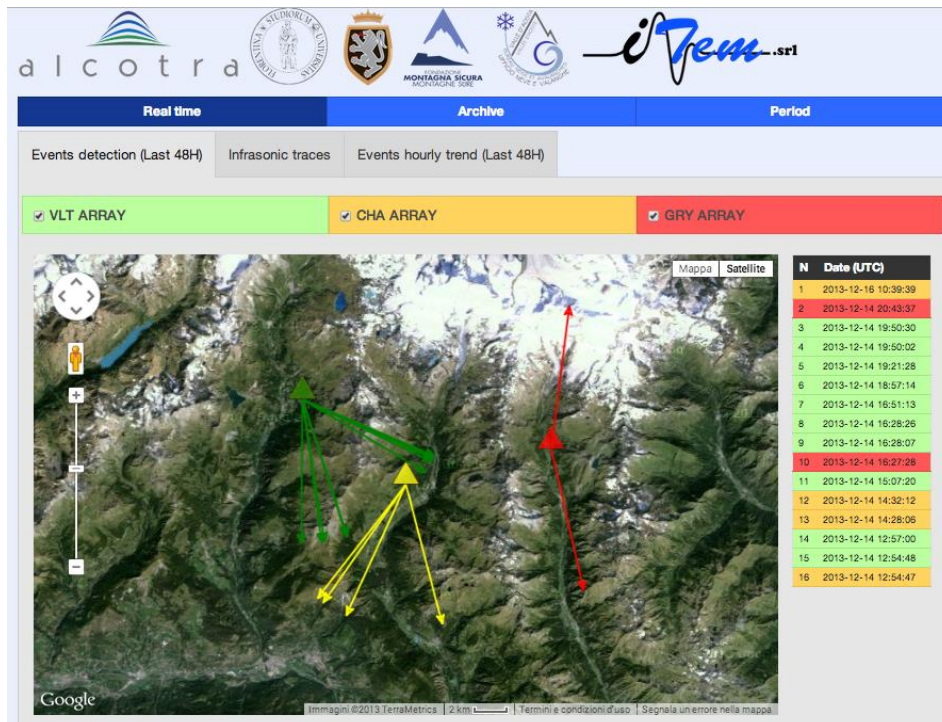 alcotra
FLORENTINA STUDIORUM UNIVERSITAS
FONDAZIONE
MONTAGNA SICURA
MONTAGNE SÛRE
UFFICIO NEVE E VALANGHE
iTem.srl
Real time Archive Period
Events detection (Last 48H) Infrasonic traces Events hourly trend (Last 48H)
VLT ARRAY CHA ARRAY GRY ARRAY
Mappa Satellite
N Date (UTC)
1 2013-12-16 10:39:39
2 2013-12-14 20:43:37
3 2013-12-14 19:50:30
4 2013-12-14 19:50:02
5 2013-12-14 19:21:28
6 2013-12-14 18:57:14
7 2013-12-14 16:51:13
8 2013-12-14 16:28:26
9 2013-12-14 16:28:07
10 2013-12-14 16:27:28
11 2013-12-14 15:07:20
12 2013-12-14 14:32:12
13 2013-12-14 14:28:06
14 2013-12-14 12:57:00
15 2013-12-14 12:54:48
16 2013-12-14 12:54:47
Google
Immagini ©2013 TerraMetrics 2 km Termini e condizioni d'uso Segnala un errore nella mappa